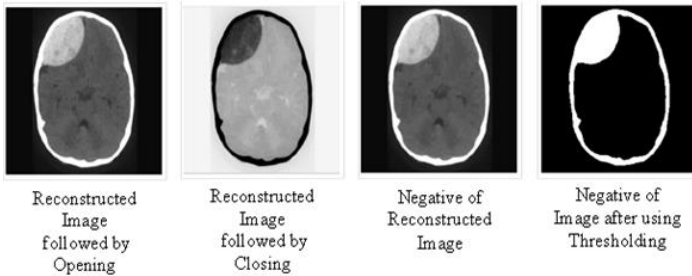 Reconstructed
Image
followed by
Opening
Reconstructed
Image
followed by
Closing
Negative of
Reconstructed
Image
Negative of
Image after using
Thresholding